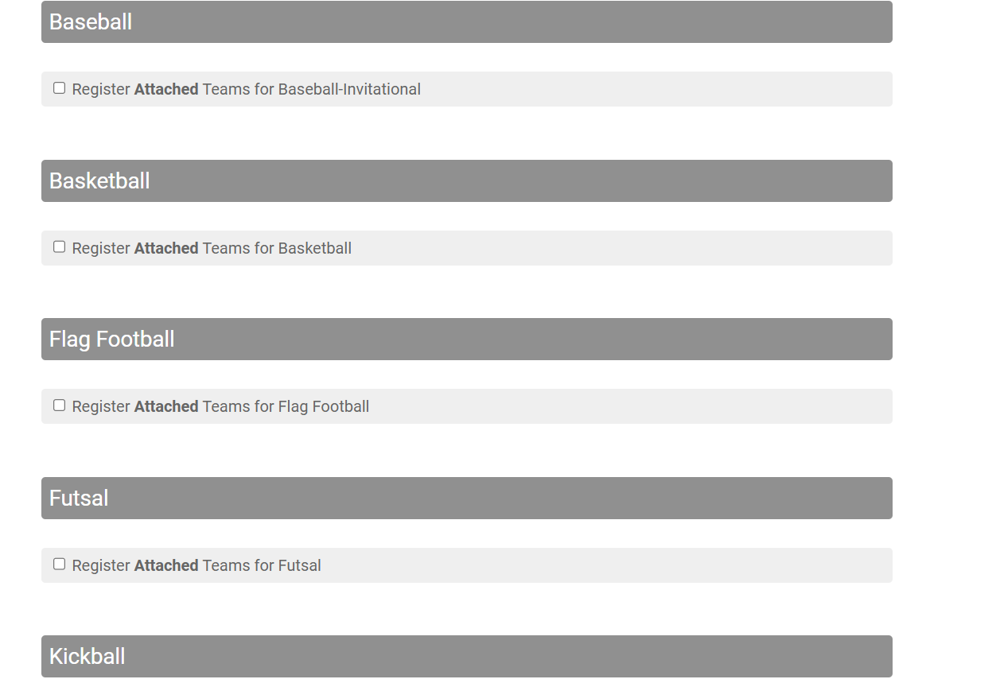 Baseball
Register Attached Teams for Baseball-Invitational
Basketball
Register Attached Teams for Basketball
Flag Football
Register Attached Teams for Flag Football
Futsal
Register Attached Teams for Futsal
Kickball